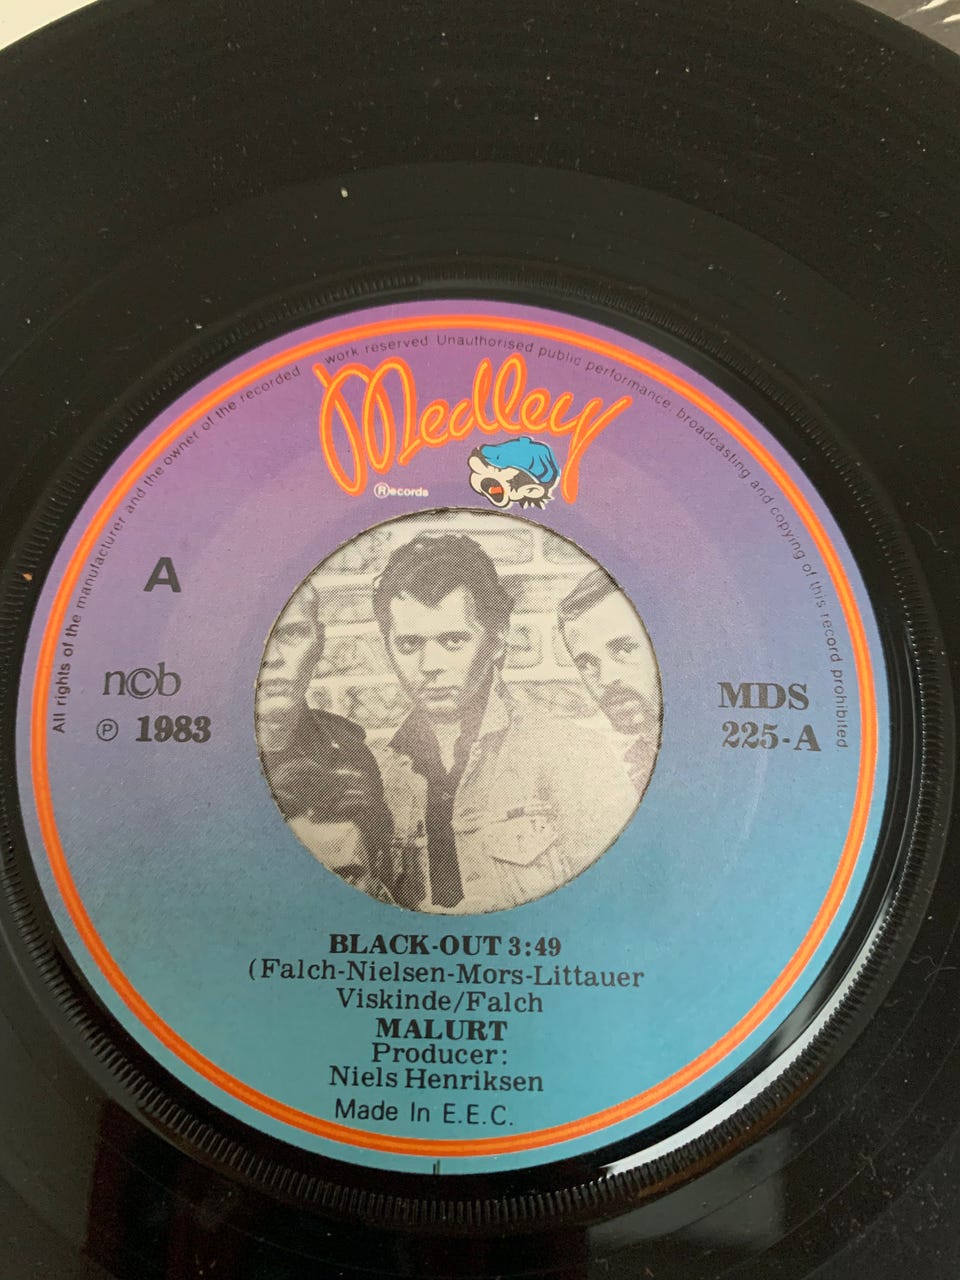 All rights of the manufacturer and the owner of the recorded work reserved Unauthorised public performance, broadcasting and copying of this record prohibited
Medley
Records
A
ncb
℗ 1983
MDS
225-A
BLACK-OUT 3:49
(Falch-Nielsen-Mors-Littauer
Viskinde/Falch
MALURT
Producer:
Niels Henriksen
Made In E.E.C.